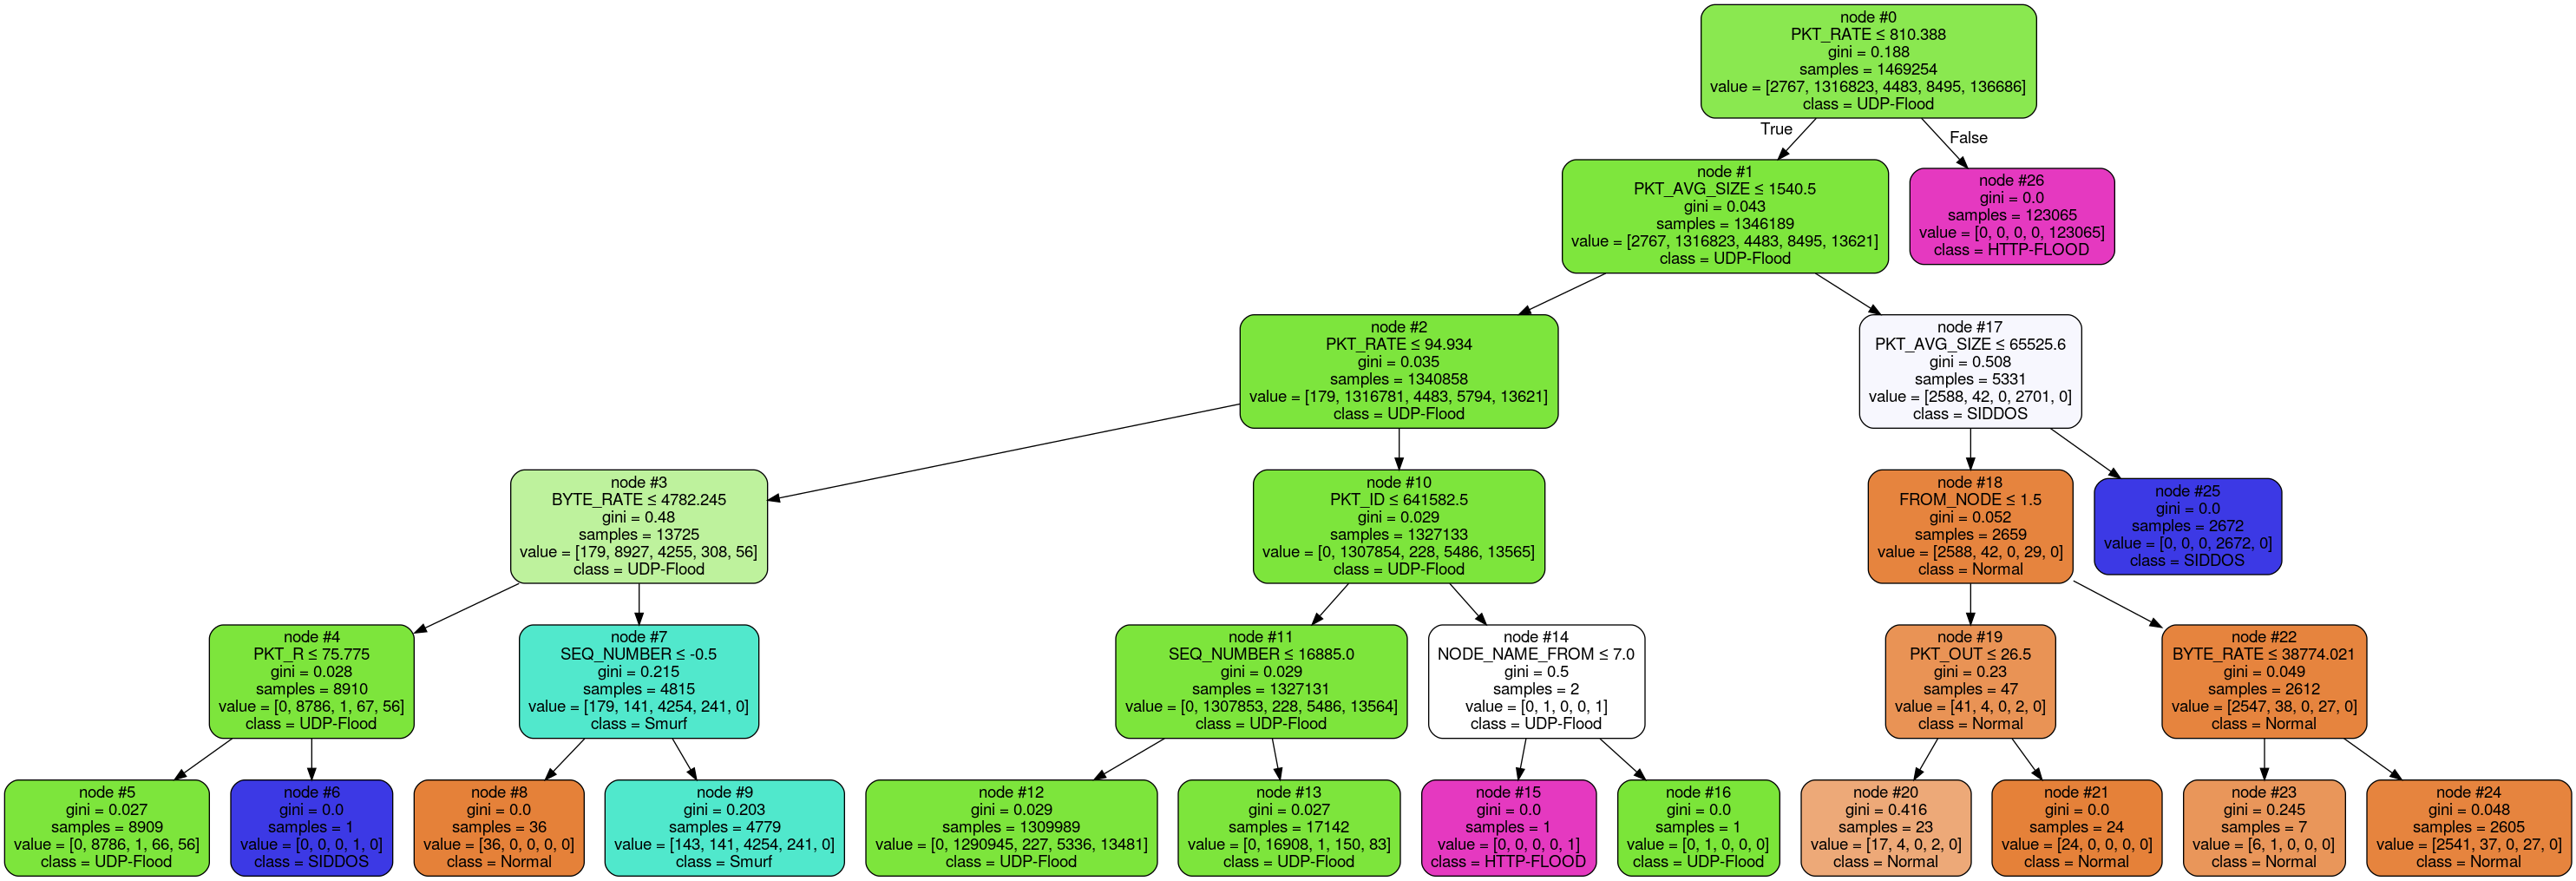 node #0
PKT_RATE ≤ 810.388
gini = 0.188
samples = 1469254
value = [2767, 1316823, 4483, 8495, 136686]
class = UDP-Flood
True
False
node #1
PKT_AVG_SIZE ≤ 1540.5
gini = 0.043
samples = 1346189
value = [2767, 1316823, 4483, 8495, 13621]
class = UDP-Flood
node #26
gini = 0.0
samples = 123065
value = [0, 0, 0, 0, 123065]
class = HTTP-FLOOD
node #2
PKT_RATE ≤ 94.934
gini = 0.035
samples = 1340858
value = [179, 1316781, 4483, 5794, 13621]
class = UDP-Flood
node #17
PKT_AVG_SIZE ≤ 65525.6
gini = 0.508
samples = 5331
value = [2588, 42, 0, 2701, 0]
class = SIDDOS
node #3
BYTE_RATE ≤ 4782.245
gini = 0.48
samples = 13725
value = [179, 8927, 4255, 308, 56]
class = UDP-Flood
node #10
PKT_ID ≤ 641582.5
gini = 0.029
samples = 1327133
value = [0, 1307854, 228, 5486, 13565]
class = UDP-Flood
node #18
FROM_NODE ≤ 1.5
gini = 0.052
samples = 2659
value = [2588, 42, 0, 29, 0]
class = Normal
node #25
gini = 0.0
samples = 2672
value = [0, 0, 0, 2672, 0]
class = SIDDOS
node #4
PKT_R ≤ 75.775
gini = 0.028
samples = 8910
value = [0, 8786, 1, 67, 56]
class = UDP-Flood
node #7
SEQ_NUMBER ≤ -0.5
gini = 0.215
samples = 4815
value = [179, 141, 4254, 241, 0]
class = Smurf
node #11
SEQ_NUMBER ≤ 16885.0
gini = 0.029
samples = 1327131
value = [0, 1307853, 228, 5486, 13564]
class = UDP-Flood
node #14
NODE_NAME_FROM ≤ 7.0
gini = 0.5
samples = 2
value = [0, 1, 0, 0, 1]
class = UDP-Flood
node #19
PKT_OUT ≤ 26.5
gini = 0.23
samples = 47
value = [41, 4, 0, 2, 0]
class = Normal
node #22
BYTE_RATE ≤ 38774.021
gini = 0.049
samples = 2612
value = [2547, 38, 0, 27, 0]
class = Normal
node #5
gini = 0.027
samples = 8909
value = [0, 8786, 1, 66, 56]
class = UDP-Flood
node #6
gini = 0.0
samples = 1
value = [0, 0, 0, 1, 0]
class = SIDDOS
node #8
gini = 0.0
samples = 36
value = [36, 0, 0, 0, 0]
class = Normal
node #9
gini = 0.203
samples = 4779
value = [143, 141, 4254, 241, 0]
class = Smurf
node #12
gini = 0.029
samples = 1309989
value = [0, 1290945, 227, 5336, 13481]
class = UDP-Flood
node #13
gini = 0.027
samples = 17142
value = [0, 16908, 1, 150, 83]
class = UDP-Flood
node #15
gini = 0.0
samples = 1
value = [0, 0, 0, 0, 1]
class = HTTP-FLOOD
node #16
gini = 0.0
samples = 1
value = [0, 1, 0, 0, 0]
class = UDP-Flood
node #20
gini = 0.416
samples = 23
value = [17, 4, 0, 2, 0]
class = Normal
node #21
gini = 0.0
samples = 24
value = [24, 0, 0, 0, 0]
class = Normal
node #23
gini = 0.245
samples = 7
value = [6, 1, 0, 0, 0]
class = Normal
node #24
gini = 0.048
samples = 2605
value = [2541, 37, 0, 27, 0]
class = Normal